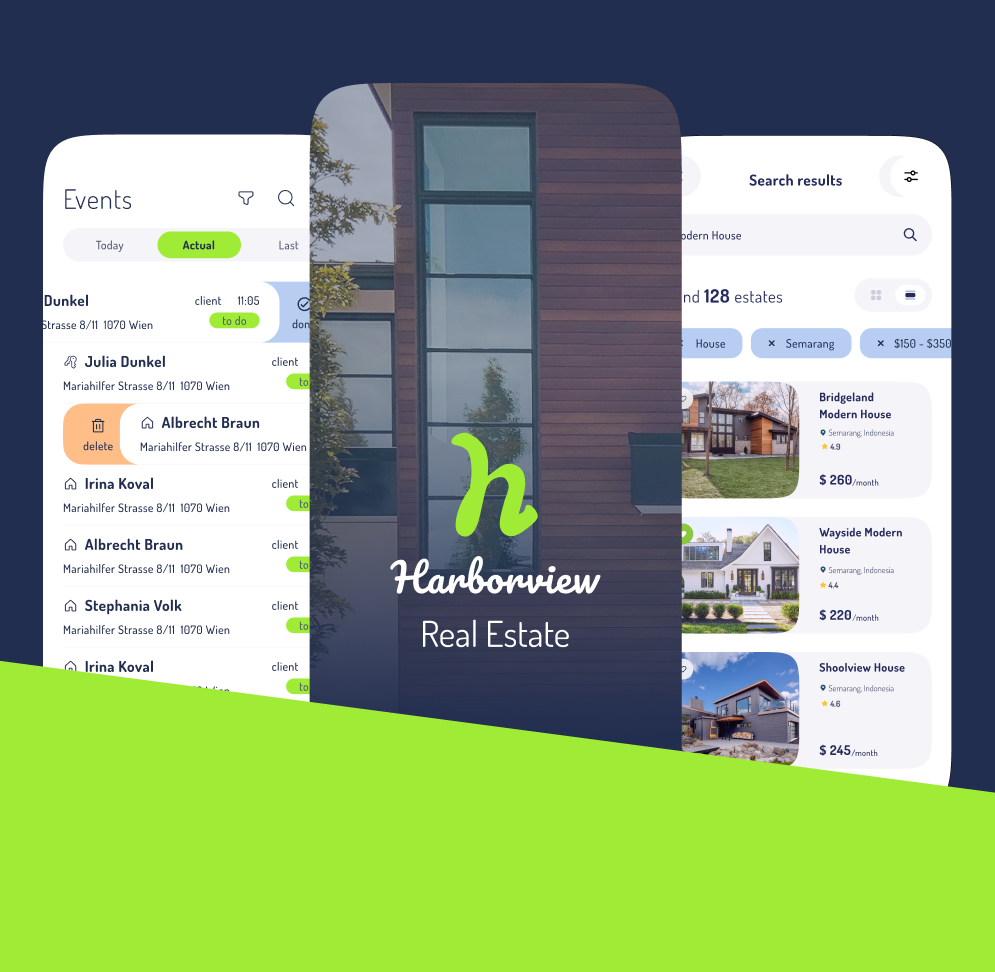 Events
Today Actual Last
Dunkel client 11:05
Strasse 8/11 1070 Wien to do
Julia Dunkel client
Mariahilfer Strasse 8/11 1070 Wien to
delete
Albrecht Braun
Mariahilfer Strasse 8/11 1070 Wien
Irina Koval client
Mariahilfer Strasse 8/11 1070 Wien to
Albrecht Braun client
Mariahilfer Strasse 8/11 1070 Wien to
Stephania Volk client
Mariahilfer Strasse 8/11 1070 Wien to
Irina Koval client
to
h
Harborview
Real Estate
Search results
House
128 estates
House Semarang $150 - $350
Bridgeland
Modern House
Semarang, Indonesia
4.9
$ 260/month
Wayside Modern
House
Semarang, Indonesia
4.4
$ 220/month
Shoolview House
Semarang, Indonesia
4.6
$ 245/month